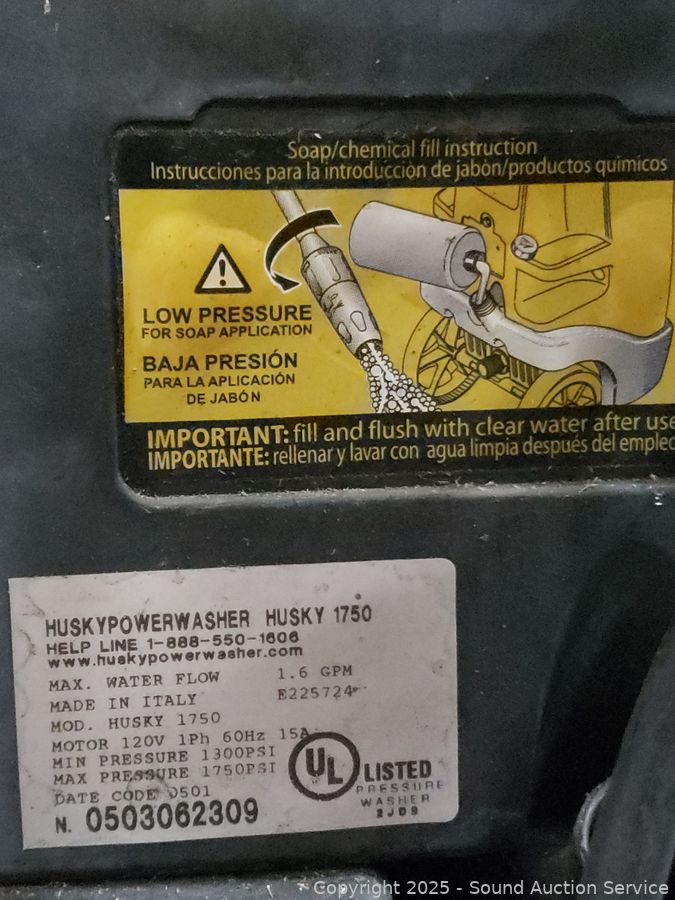 Soap/chemical fill instruction
Instrucciones para la introducción de jabòn/productos quimicos
LOW PRESSURE
FOR SOAP APPLICATION
BAJA PRESIÓN
PARA LA APLICACIÓN
DE JABÓN
IMPORTANT: fill and flush with clear water after use
IMPORTANTE: rellenar y lavar con agua limpia después del empleo
HUSKYPOWERWASHER HUSKY 1750
HELP LINE 1-888-550-1606
www.huskypowerwasher.com
MAX. WATER FLOW 1.6 GPM
MADE IN ITALY E225724
MOD. HUSKY 1750
MOTOR 120V 1Ph 60Hz 15A
MIN PRESSURE 1300PSI
MAX PRESSURE 1750PSI
DATE CODE 0501
N. 0503062309
UL LISTED
PRESSURE
WASHER
2J09
Copyright 2025 - Sound Auction Service